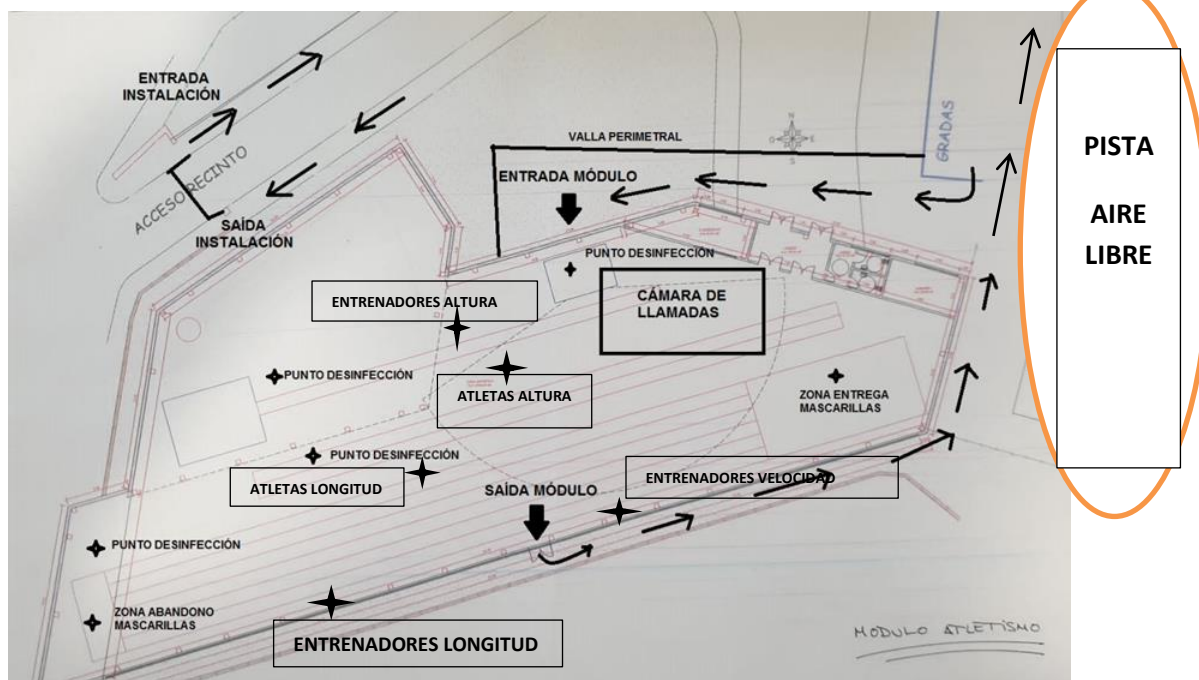 ENTRADA
INSTALACIÓN
ACCESO RECINTO
SAÍDA
INSTALACIÓN
VALLA PERIMETRAL
GRADAS
ENTRADA MÓDULO
PUNTO DESINFECCIÓN
CÁMARA DE
LLAMADAS
ENTRENADORES ALTURA
PUNTO DESINFECCIÓN
ATLETAS ALTURA
ZONA ENTREGA
MASCARILLAS
PUNTO DESINFECCIÓN
ATLETAS LONGITUD
SAÍDA MÓDULO
ENTRENADORES VELOCIDAD
PUNTO DESINFECCIÓN
ZONA ABANDONO
MASCARILLAS
ENTRENADORES LONGITUD
MODULO ATLETISMO
PISTA
AIRE
LIBRE